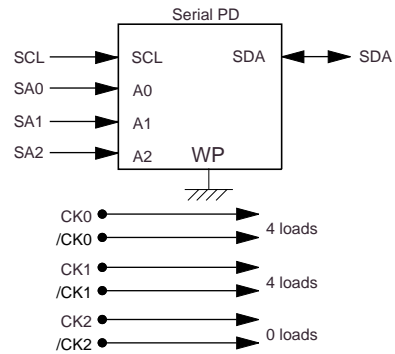 Serial PD
SCL SCL SDA SDA
SA0 A0
SA1 A1
SA2 A2 WP
CK0
/CK0 4 loads
CK1
/CK1 4 loads
CK2
/CK2 0 loads